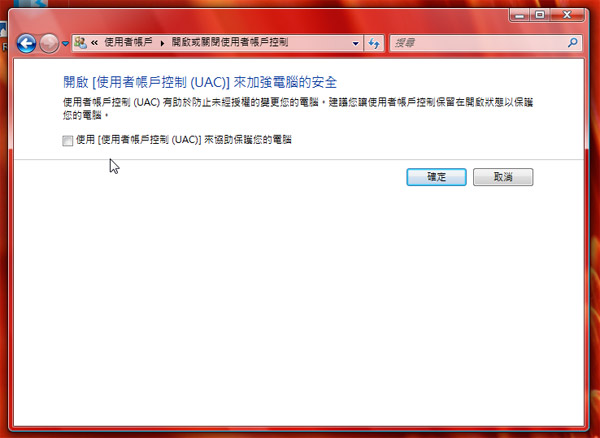 « 使用者帳戶 ▸ 開啟或關閉使用者帳戶控制
搜尋
開啟 [使用者帳戶控制 (UAC)] 來加強電腦的安全
使用者帳戶控制 (UAC) 有助於防止未經授權的變更您的電腦。建議您讓使用者帳戶控制保留在開啟狀態以保護
您的電腦。
使用 [使用者帳戶控制 (UAC)] 來協助保護您的電腦
確定
取消